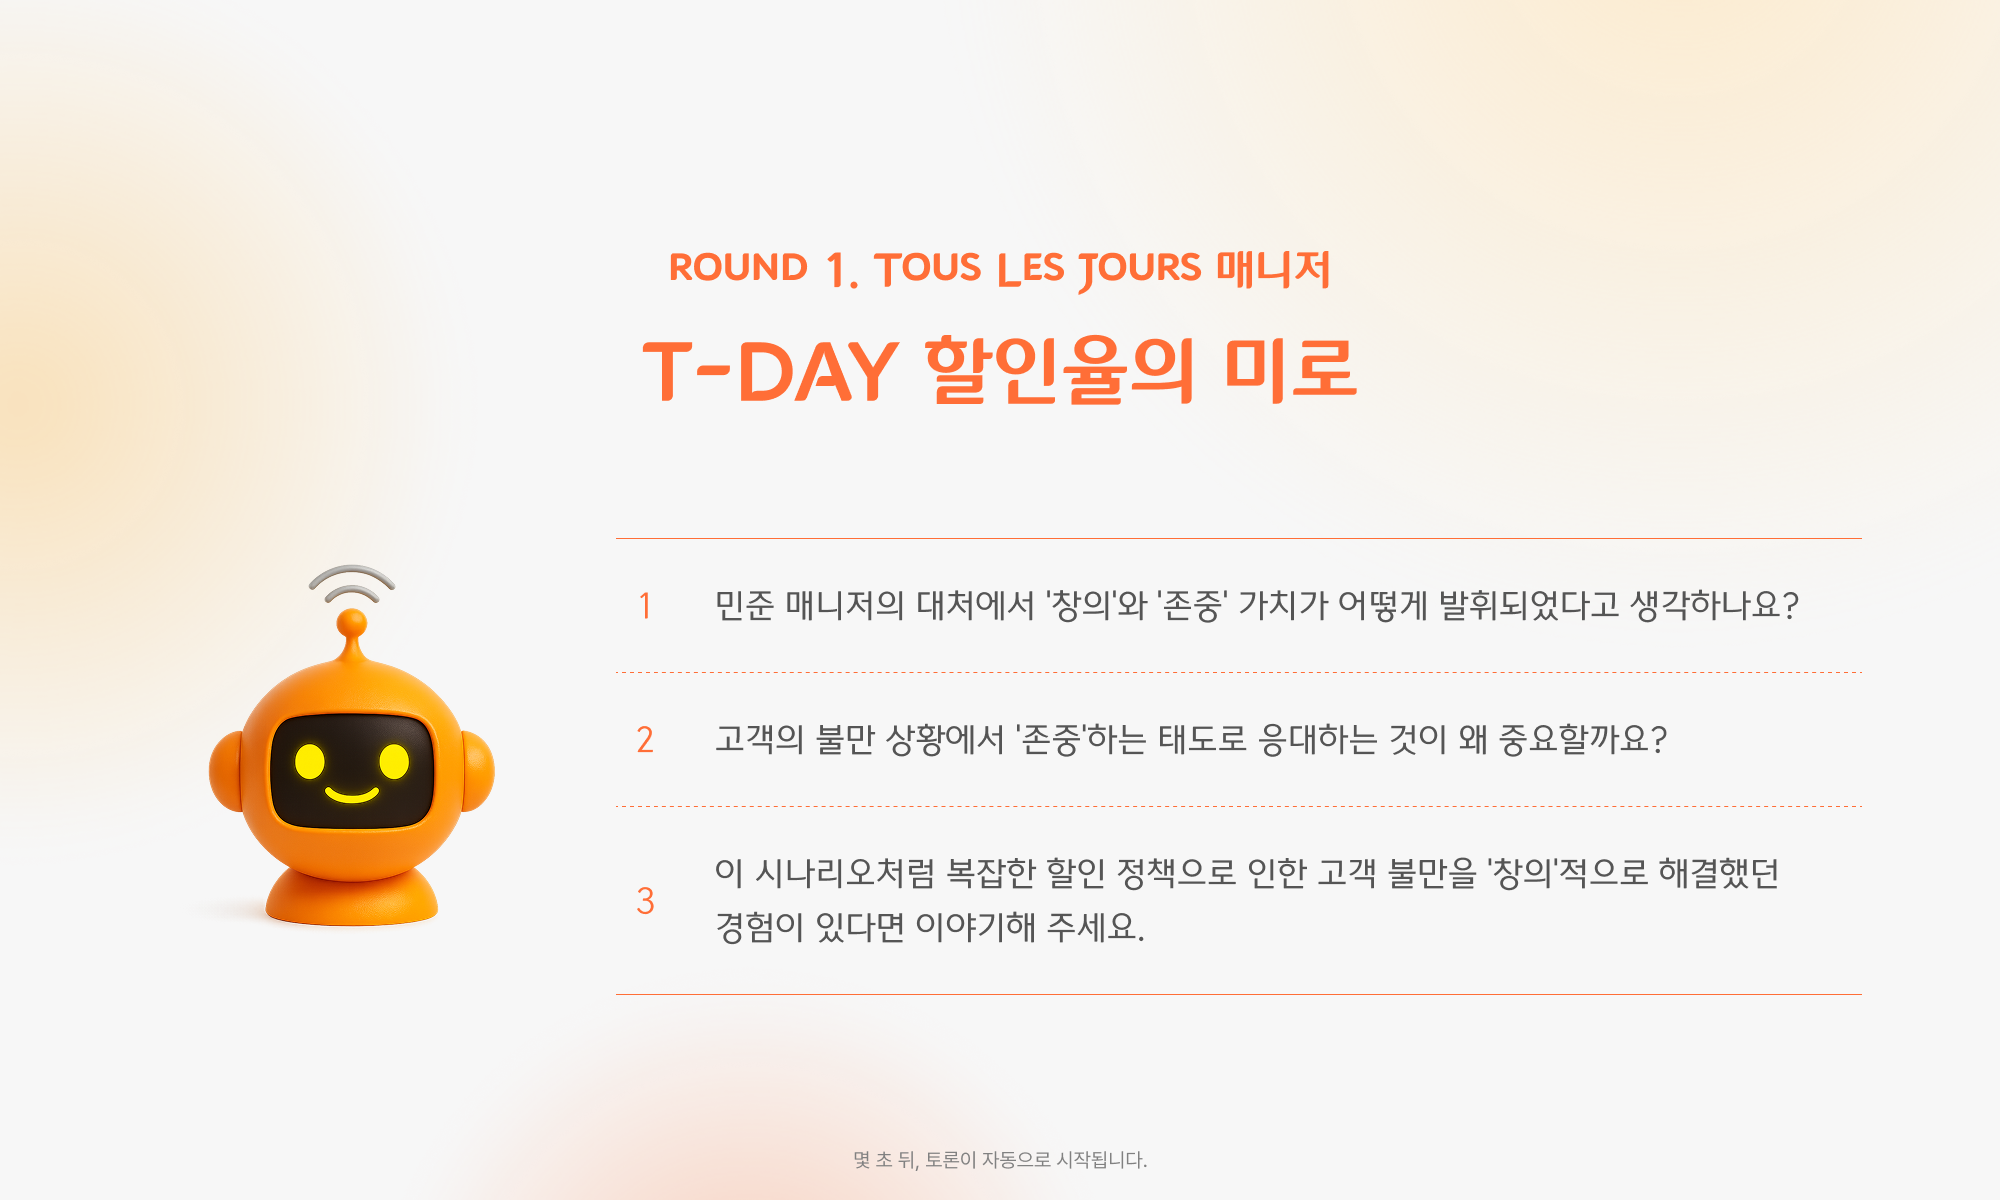 ROUND 1. TOUS LES JOURS 매니저
T-DAY 할인율의 미로
1 민준 매니저의 대처에서 '창의'와 '존중' 가치가 어떻게 발휘되었다고 생각하나요?
2 고객의 불만 상황에서 '존중'하는 태도로 응대하는 것이 왜 중요할까요?
3 이 시나리오처럼 복잡한 할인 정책으로 인한 고객 불만을 '창의'적으로 해결했던
경험이 있다면 이야기해 주세요.
몇 초 뒤, 토론이 자동으로 시작됩니다.